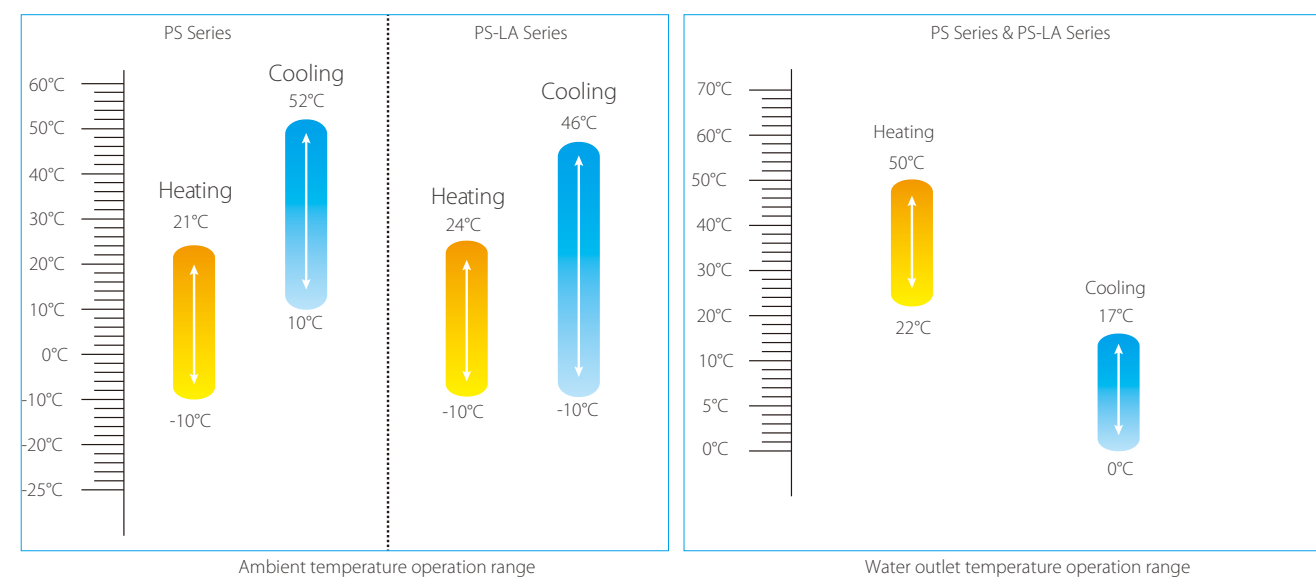 PS Series
PS-LA Series
60°C
50°C
40°C
30°C
20°C
10°C
0°C
-10°C
-20°C
-25°C
Heating
21°C
-10°C
Cooling
52°C
10°C
Heating
24°C
-10°C
Cooling
46°C
-10°C
Ambient temperature operation range
PS Series & PS-LA Series
70°C
60°C
50°C
40°C
30°C
20°C
10°C
5°C
0°C
Heating
50°C
22°C
Cooling
17°C
0°C
Water outlet temperature operation range